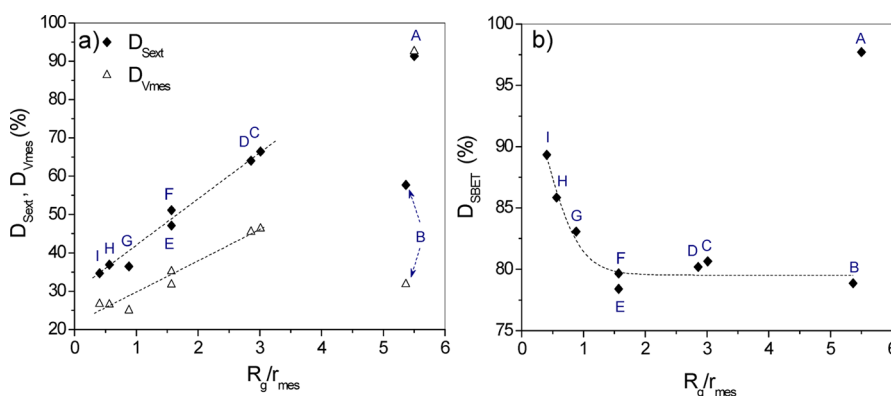 a)
D_Sext
D_Vmes
D_Sext, D_Vmes (%)
100
90
80
70
60
50
40
30
20
A
B
C
D
E
F
G
H
I
0 1 2 3 4 5 6
R_g/r_mes
b)
D_SBET (%)
100
95
90
85
80
75
A
B
C
D
E
F
G
H
I
0 1 2 3 4 5 6
R_g/r_mes